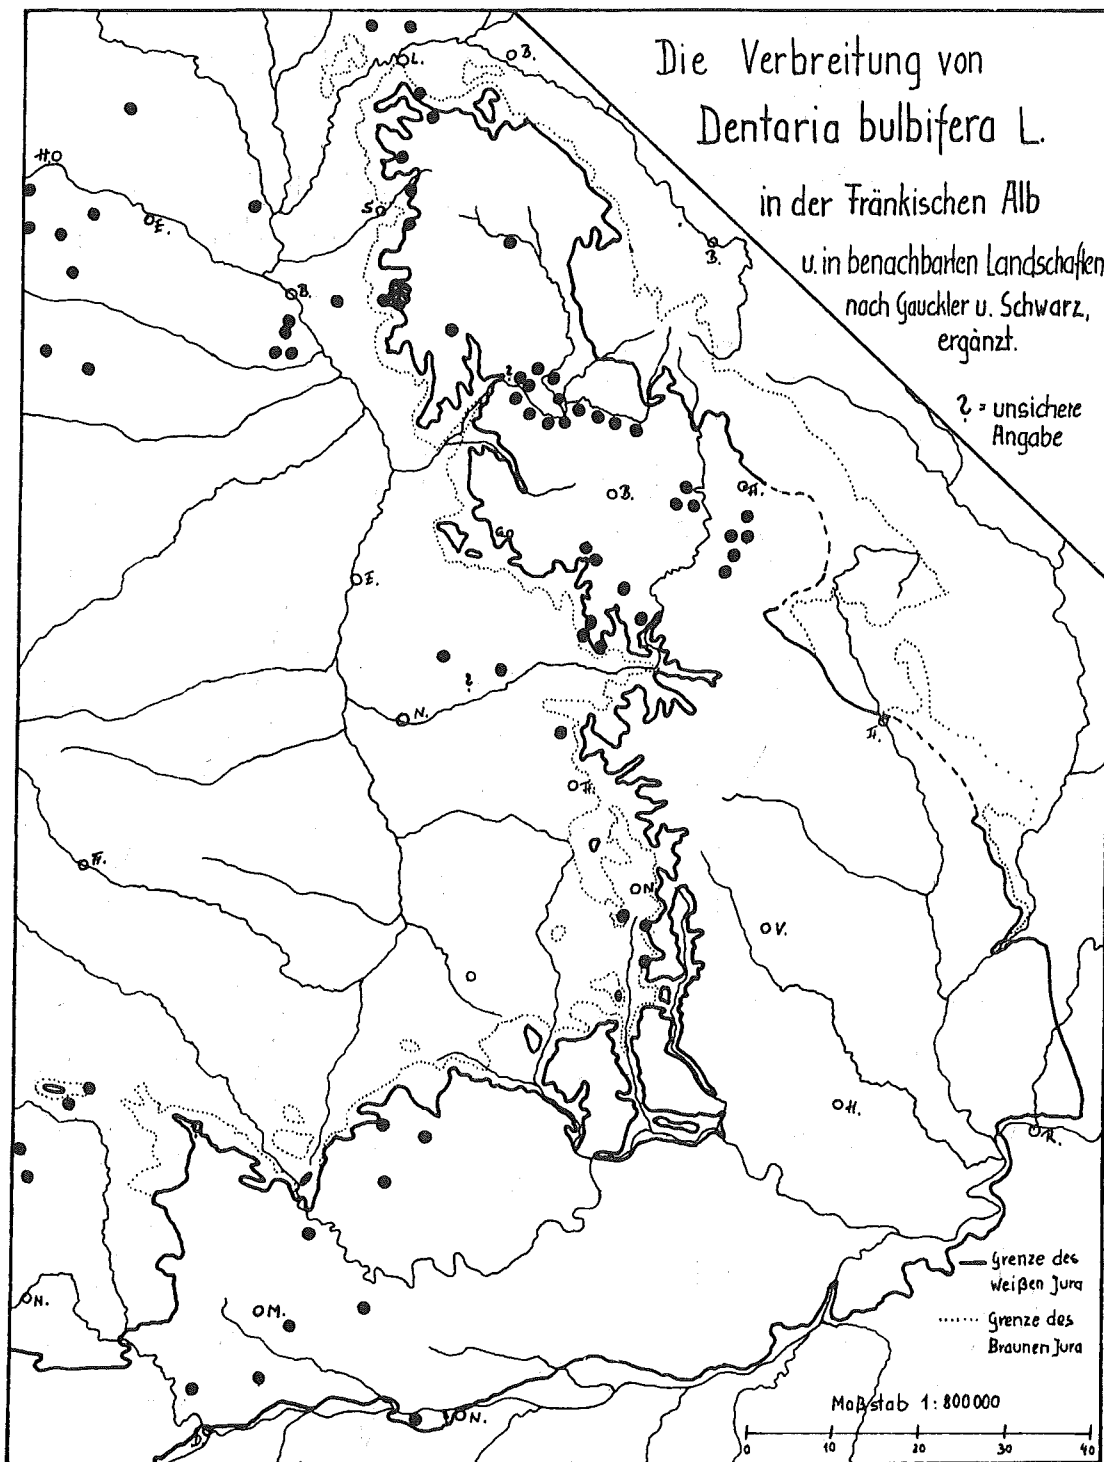 Die Verbreitung von
Dentaria bulbifera L.
in der Fränkischen Alb
u. in benachbarten Landschaften
nach Gauckler u. Schwarz,
ergänzt.
? = unsichere
Angabe
L.
B.
H.
E.
S.
B.
B.
?
B.
A.
G.
E.
?
N.
A.
A.
A.
N.
V.
H.
R.
N.
M.
D.
N.
Grenze des
Weißen Jura
Grenze des
Braunen Jura
Maßstab 1:800000
0 10 20 30 40